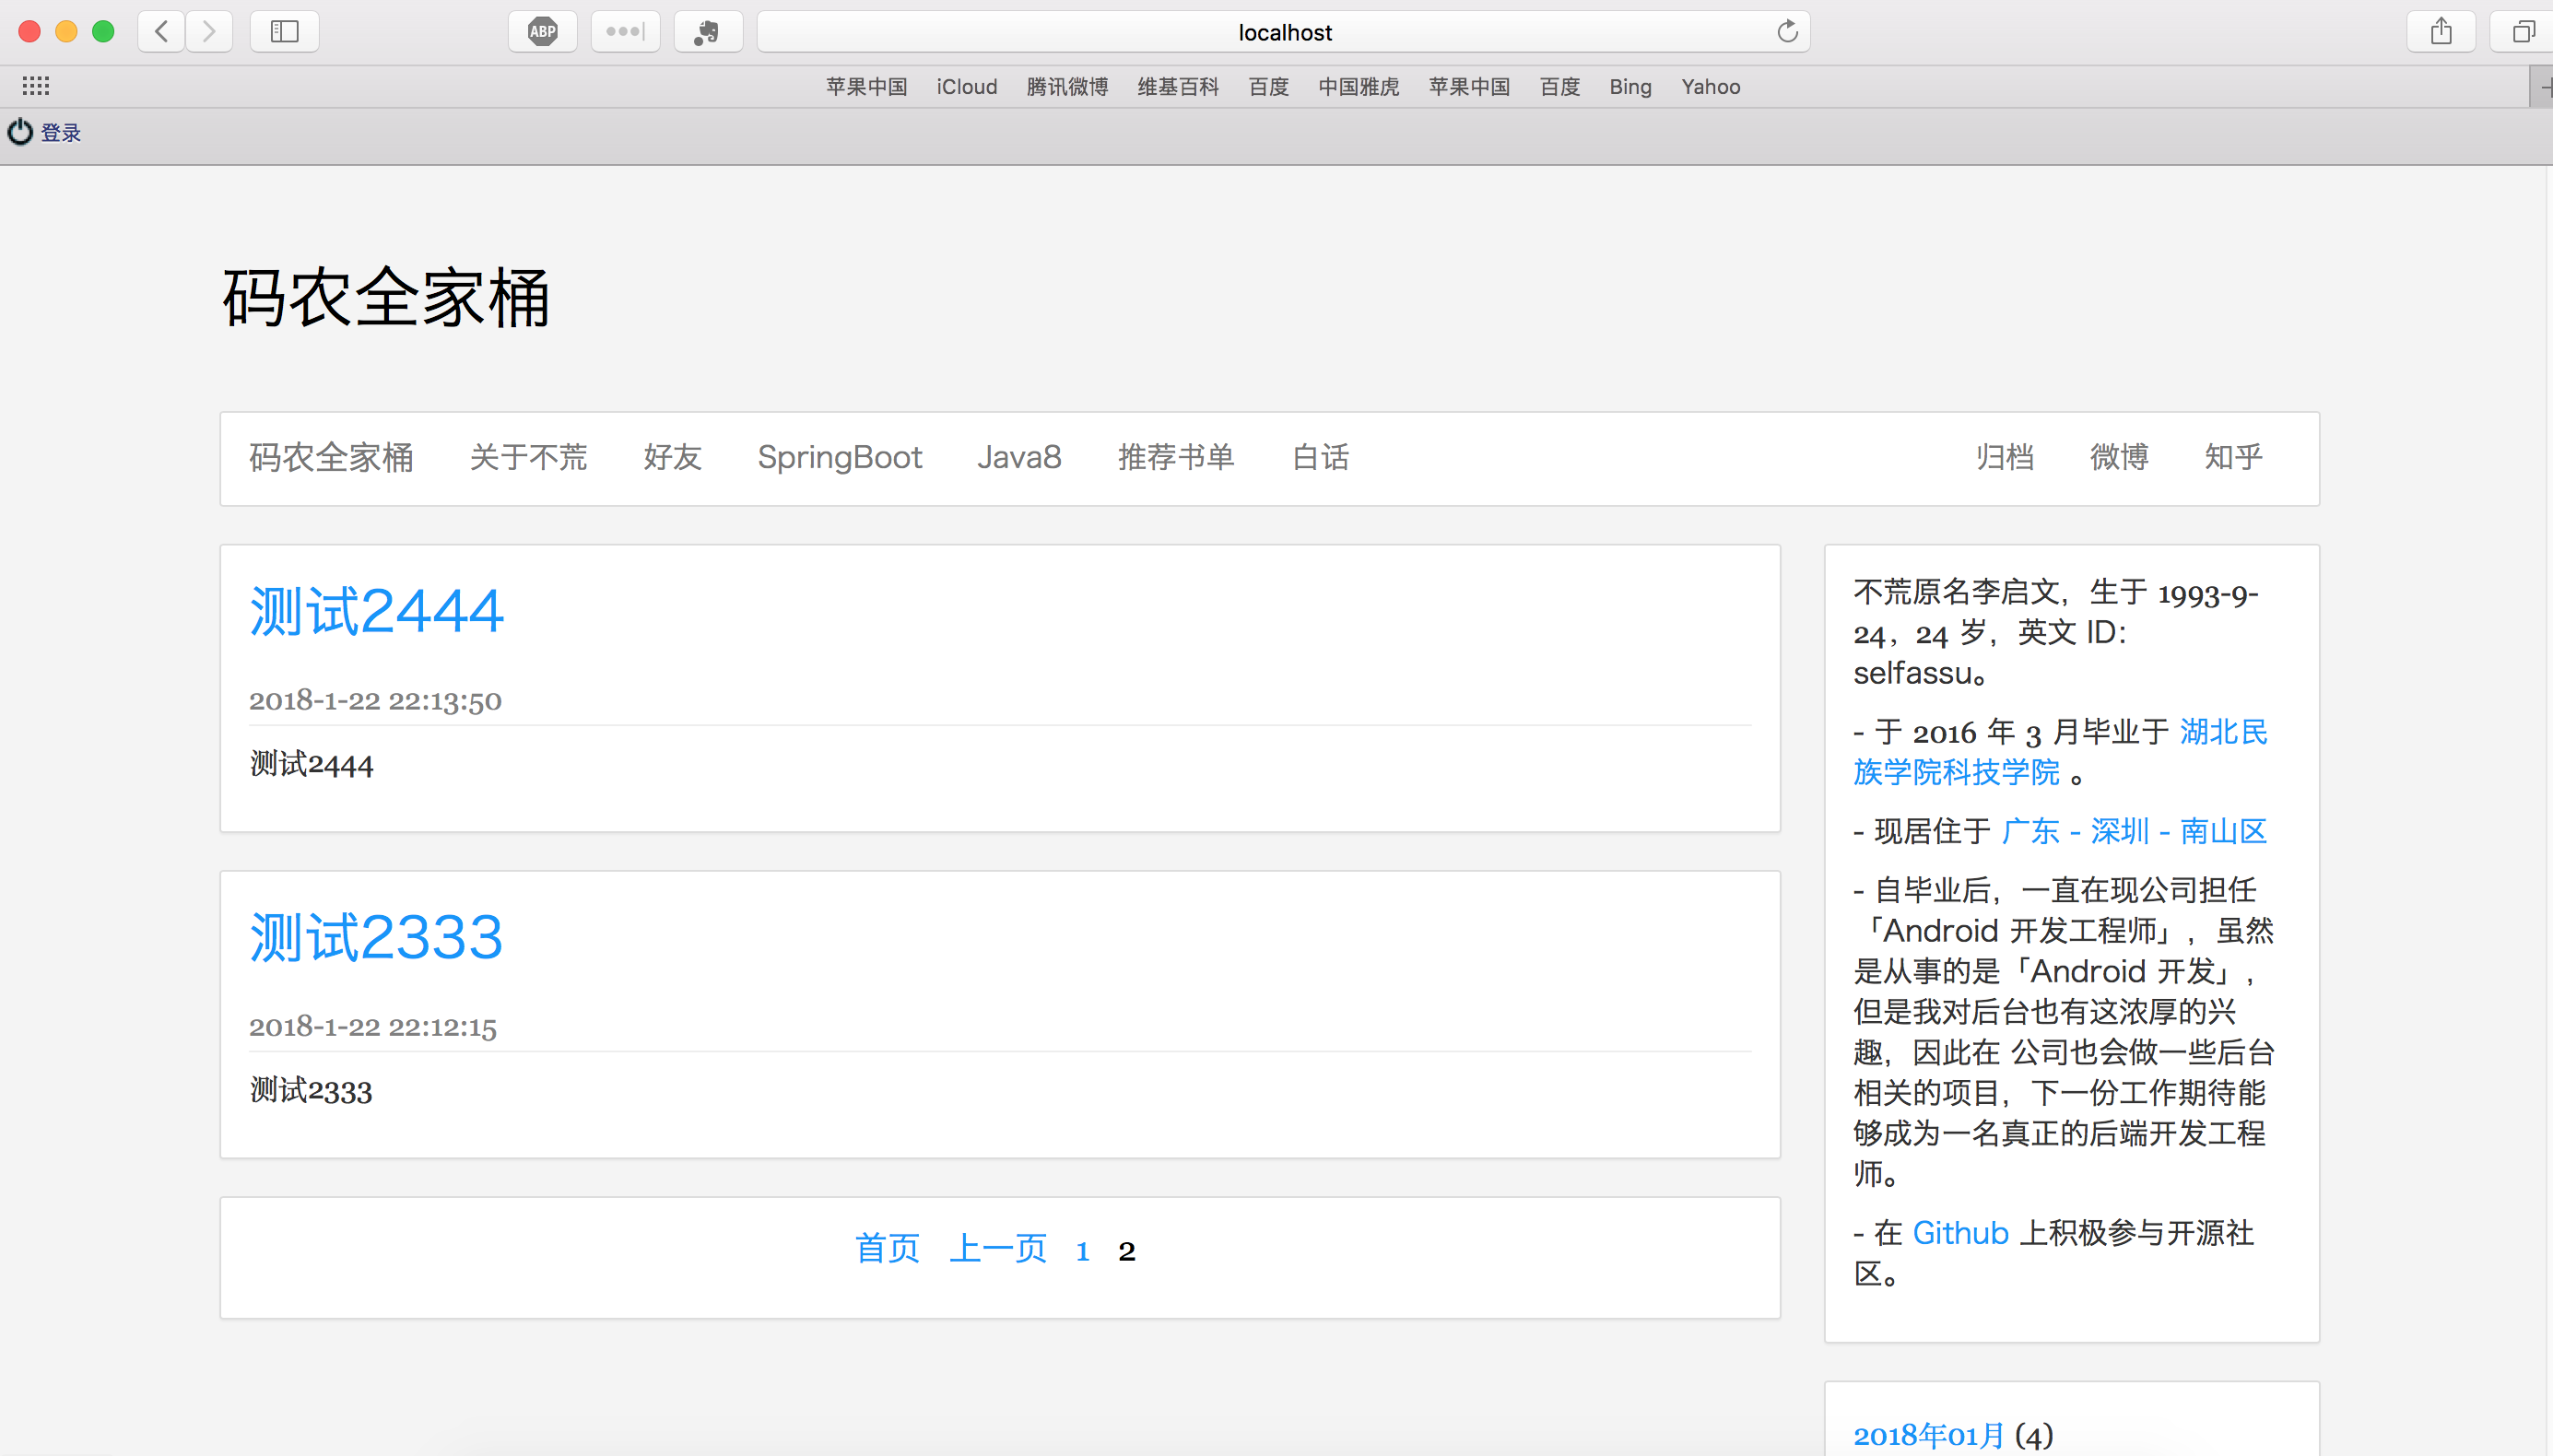 localhost
ABP
苹果中国 iCloud 腾讯微博 维基百科 百度 中国雅虎 苹果中国 百度 Bing Yahoo
登录
码农全家桶
码农全家桶 关于不荒 好友 SpringBoot Java8 推荐书单 白话 归档 微博 知乎
测试2444
2018-1-22 22:13:50
测试2444
测试2333
2018-1-22 22:12:15
测试2333
首页 上一页 1 2
不荒原名李启文，生于 1993-9-
24，24 岁，英文 ID：
selfassu。
- 于 2016 年 3 月毕业于 湖北民
族学院科技学院 。
- 现居住于 广东 - 深圳 - 南山区
- 自毕业后，一直在现公司担任
「Android 开发工程师」，虽然
是从事的是「Android 开发」，
但是我对后台也有这浓厚的兴
趣，因此在 公司也会做一些后台
相关的项目，下一份工作期待能
够成为一名真正的后端开发工程
师。
- 在 Github 上积极参与开源社
区。
2018年01月 (4)